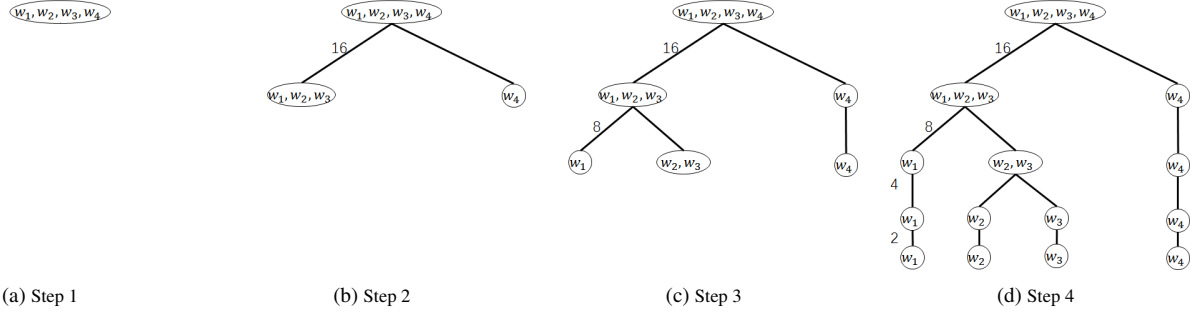 w₁, w₂, w₃, w₄
(a) Step 1
w₁, w₂, w₃, w₄
16
w₁, w₂, w₃
w₄
(b) Step 2
w₁, w₂, w₃, w₄
16
w₁, w₂, w₃
w₄
8
w₁
w₂, w₃
w₄
(c) Step 3
w₁, w₂, w₃, w₄
16
w₁, w₂, w₃
w₄
8
w₁
w₂, w₃
w₄
4
w₁
w₂
w₃
w₄
2
w₁
w₂
w₃
w₄
(d) Step 4